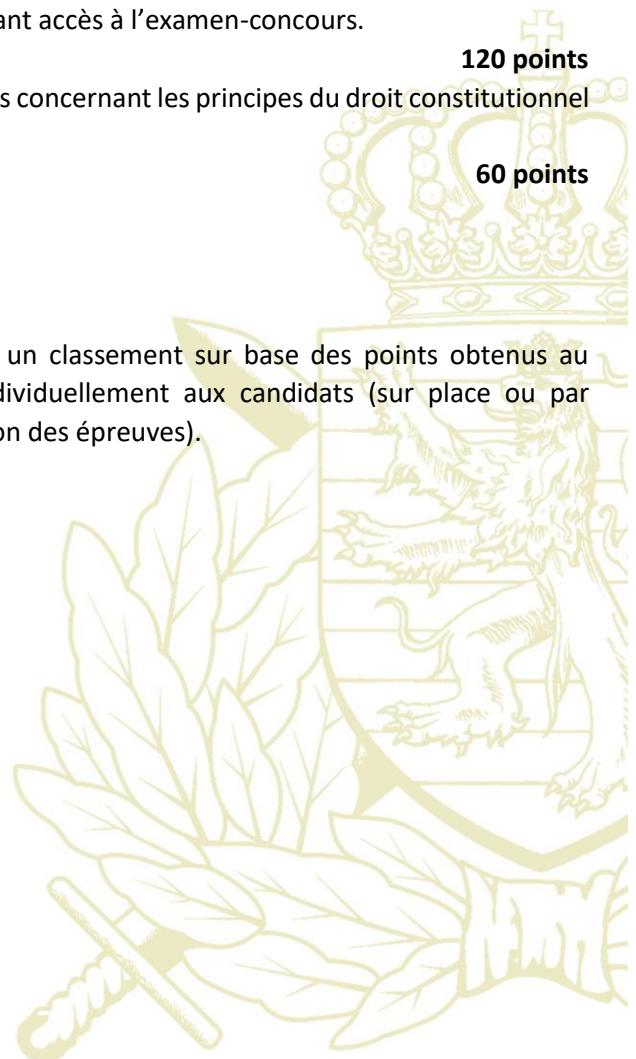 ant accès à l’examen-concours.
120 points
s concernant les principes du droit constitutionnel
60 points
un classement sur base des points obtenus au
dividuellement aux candidats (sur place ou par
on des épreuves).